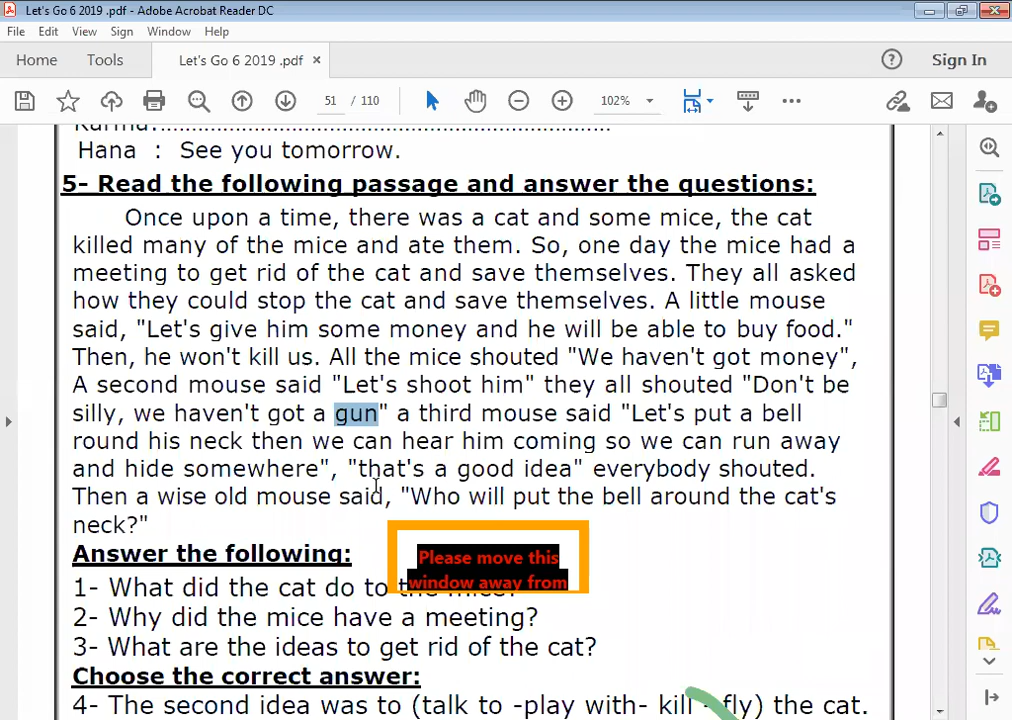 Let's Go 6 2019 .pdf - Adobe Acrobat Reader DC
File Edit View Sign Window Help
Home Tools Let's Go 6 2019 .pdf × Sign In
51 / 110 102%
Karma:......................................................
Hana : See you tomorrow.
5- Read the following passage and answer the questions:
Once upon a time, there was a cat and some mice, the cat
killed many of the mice and ate them. So, one day the mice had a
meeting to get rid of the cat and save themselves. They all asked
how they could stop the cat and save themselves. A little mouse
said, "Let's give him some money and he will be able to buy food."
Then, he won't kill us. All the mice shouted "We haven't got money",
A second mouse said "Let's shoot him" they all shouted "Don't be
silly, we haven't got a gun" a third mouse said "Let's put a bell
round his neck then we can hear him coming so we can run away
and hide somewhere", "that's a good idea" everybody shouted.
Then a wise old mouse said, "Who will put the bell around the cat's
neck?"
Please move this
window away from
Answer the following:
1- What did the cat do to the mice?
2- Why did the mice have a meeting?
3- What are the ideas to get rid of the cat?
Choose the correct answer:
4- The second idea was to (talk to -play with- kill - fly) the cat.